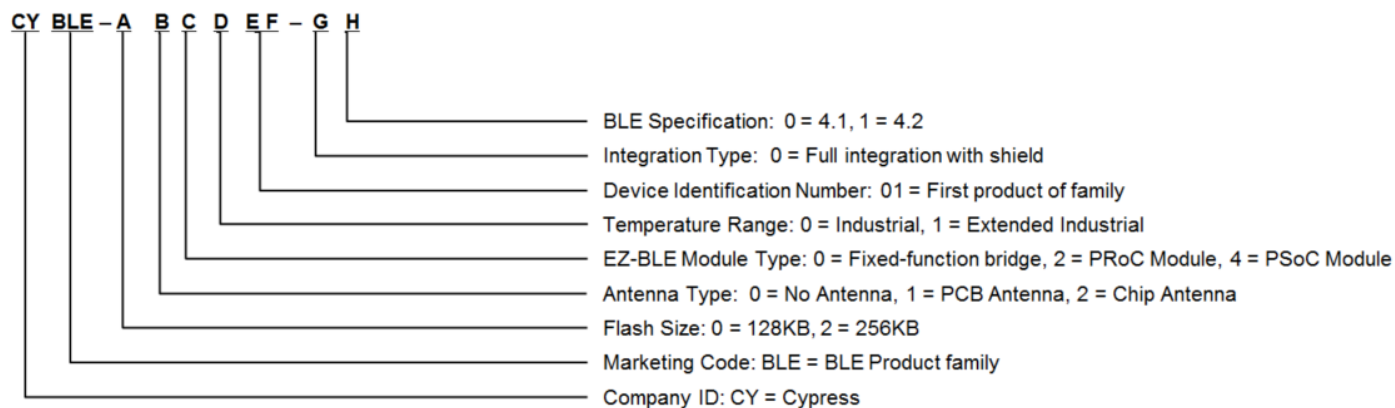 CY BLE – A B C D E F – G H
BLE Specification: 0 = 4.1, 1 = 4.2
Integration Type: 0 = Full integration with shield
Device Identification Number: 01 = First product of family
Temperature Range: 0 = Industrial, 1 = Extended Industrial
EZ-BLE Module Type: 0 = Fixed-function bridge, 2 = PRoC Module, 4 = PSoC Module
Antenna Type: 0 = No Antenna, 1 = PCB Antenna, 2 = Chip Antenna
Flash Size: 0 = 128KB, 2 = 256KB
Marketing Code: BLE = BLE Product family
Company ID: CY = Cypress